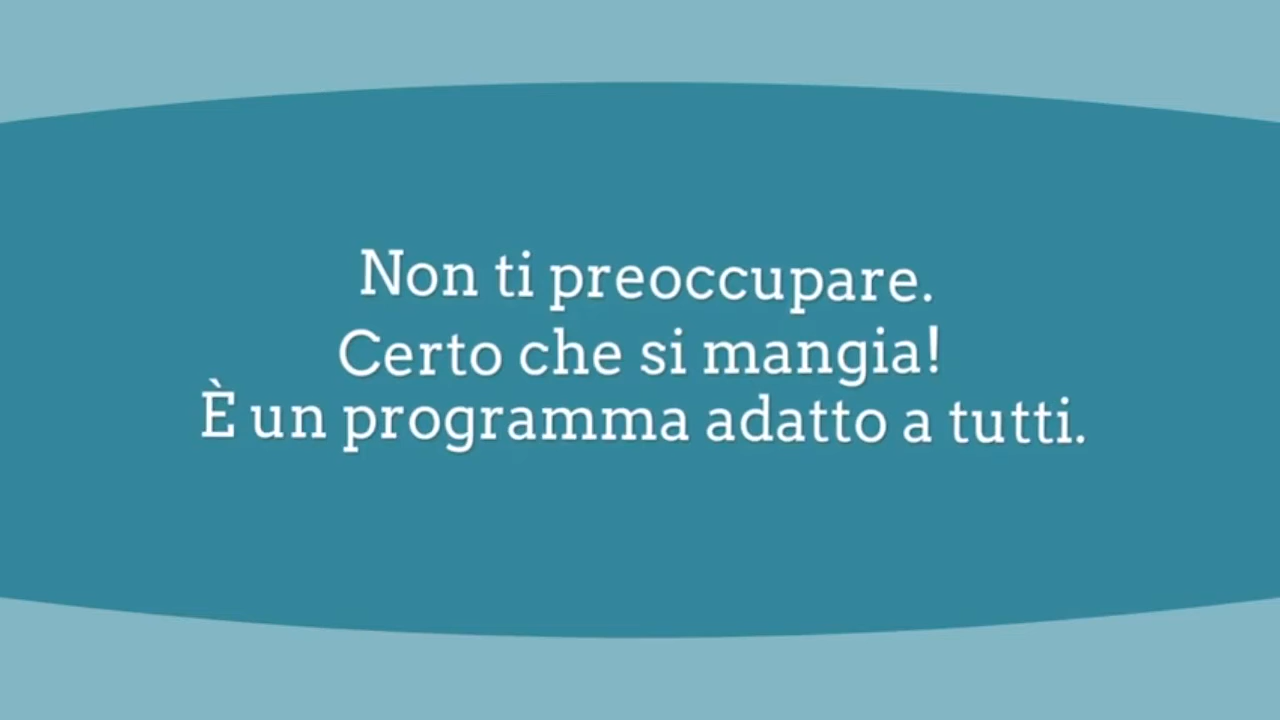 Non ti preoccupare.
Certo che si mangia!
È un programma adatto a tutti.